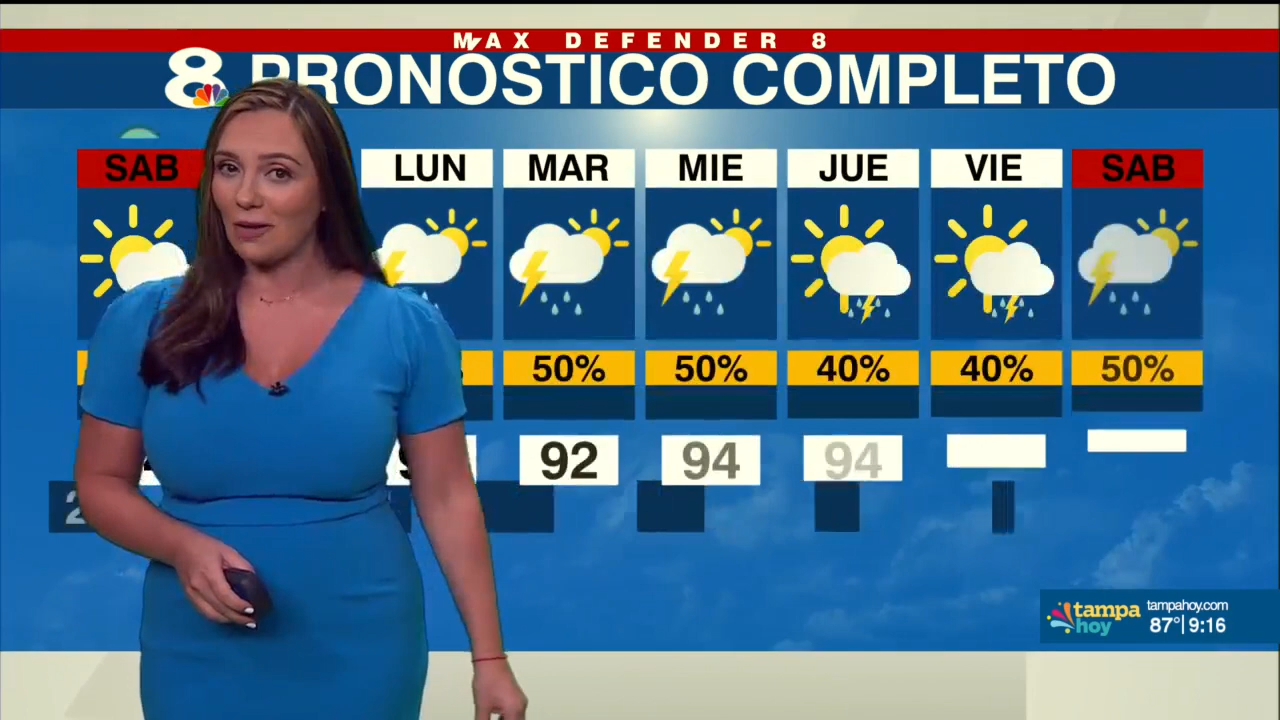 MAX DEFENDER 8
8 PRONÓSTICO COMPLETO
SAB LUN MAR MIE JUE VIE SAB
50% 50% 40% 40% 50%
92 94 94
tampa hoy
tampahoy.com
87° | 9:16